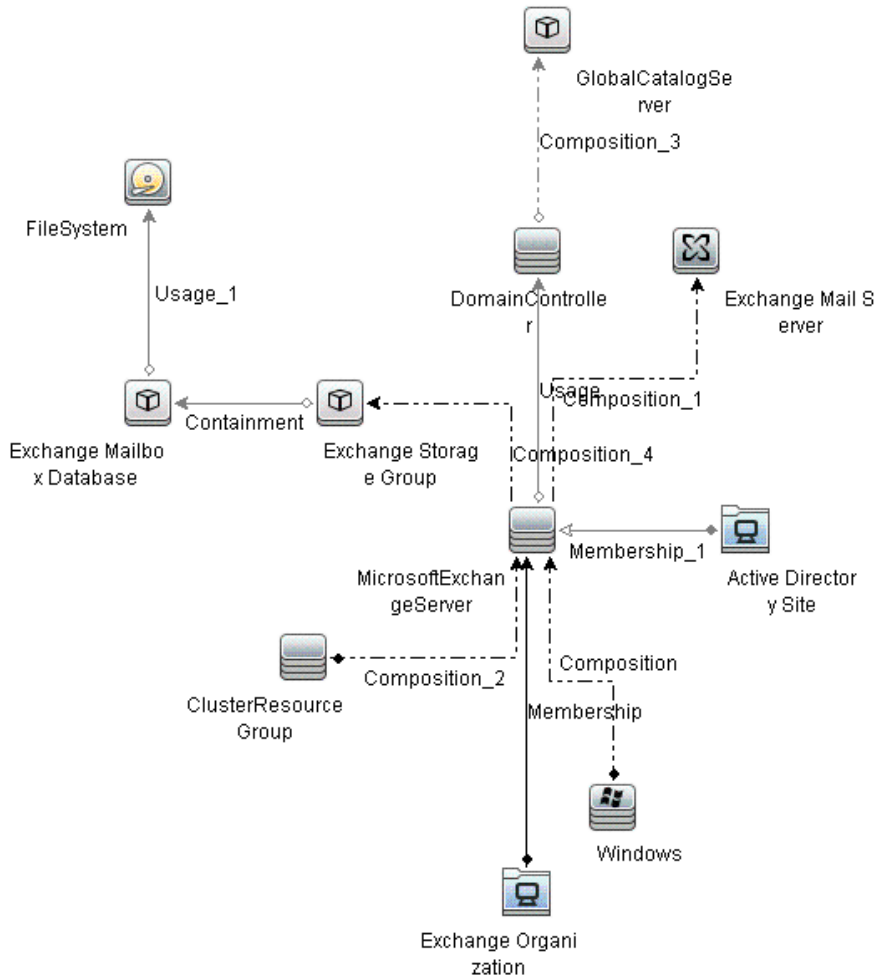 GlobalCatalogSe
rver
Composition_3
FileSystem
Usage_1
DomainControlle
r
Exchange Mail S
erver
Usage
Composition_1
Containment
Exchange Mailbo
x Database
Exchange Storag
e Group
Composition_4
Membership_1
MicrosoftExchan
geServer
Active Director
y Site
Composition
Composition_2
ClusterResource
Group
Membership
Windows
Exchange Organi
zation